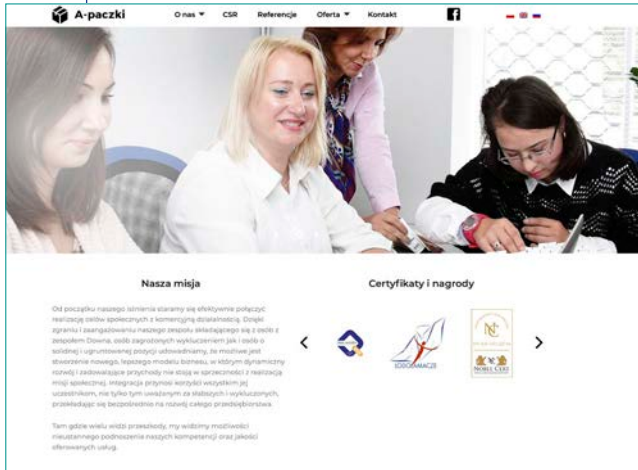 A-paczki
O nas
CSR
Referencje
Oferta
Kontakt
Nasza misja
Od początku naszego istnienia staramy się efektywnie połączyć
realizację celów społecznych z komercyjną działalnością. Dzięki
zgraniu i zaangażowaniu naszego zespołu składającego się z osób z
zespołem Downa, osób zagrożonych wykluczeniem jak i osób o
solidnej i ugruntowanej pozycji udowadniamy, że możliwe jest
stworzenie nowego, lepszego modelu biznesu, w którym dynamiczny
rozwój i zadowalające przychody nie stoją w sprzeczności z realizacją
misji społecznej. Integracja przynosi korzyści wszystkim jej
uczestnikom, nie tylko tym uważanym za słabszych i wykluczonych,
przekładając się bezpośrednio na rozwój całego przedsiębiorstwa.
Tam gdzie wielu widzi przeszkody, my widzimy możliwości
nieustannego podnoszenia naszych kompetencji oraz jakości
oferowanych usług.
Certyfikaty i nagrody
LODOŁAMACZE
NC
NOBLE CERT